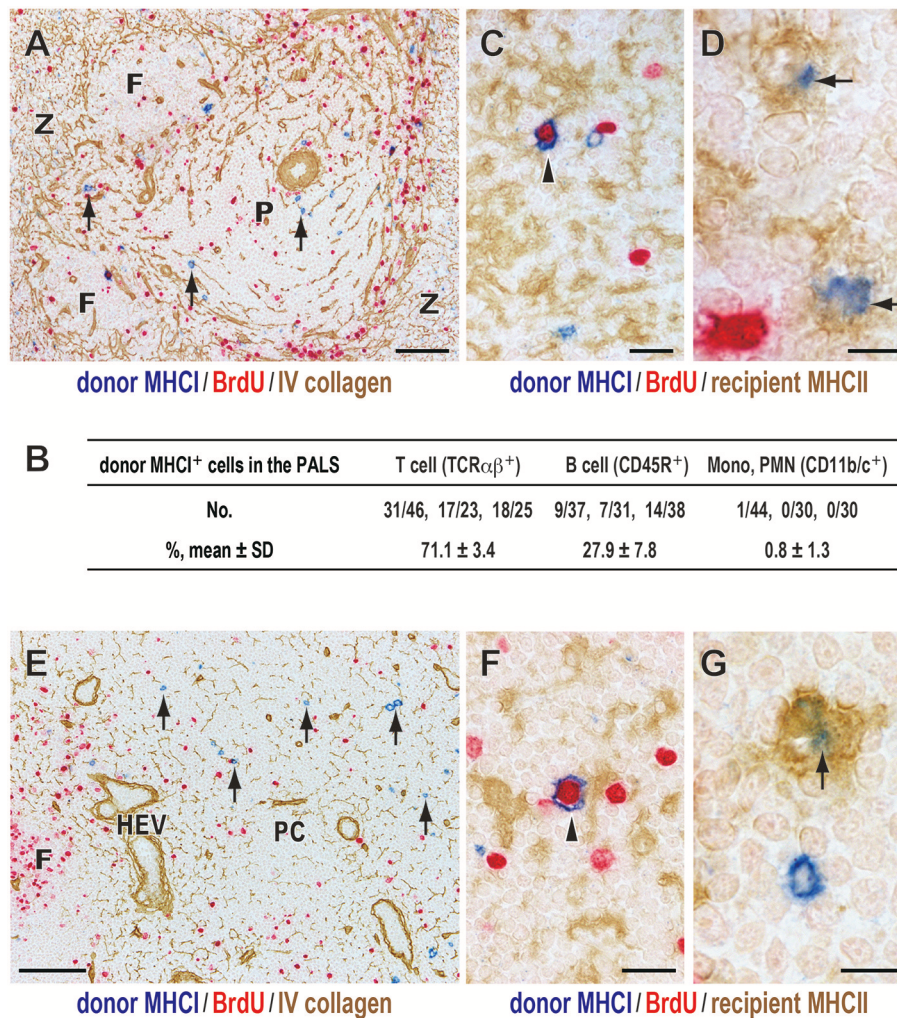 A
F
Z
P
F
Z
C
D
donor MHCI / BrdU / IV collagen
donor MHCI / BrdU / recipient MHCII
B
donor MHCI+ cells in the PALS T cell (TCRαβ+) B cell (CD45R+) Mono, PMN (CD11b/c+)
No. 31/46, 17/23, 18/25 9/37, 7/31, 14/38 1/44, 0/30, 0/30
%, mean ± SD 71.1 ± 3.4 27.9 ± 7.8 0.8 ± 1.3
E
HEV
PC
F
F
G
donor MHCI / BrdU / IV collagen
donor MHCI / BrdU / recipient MHCII